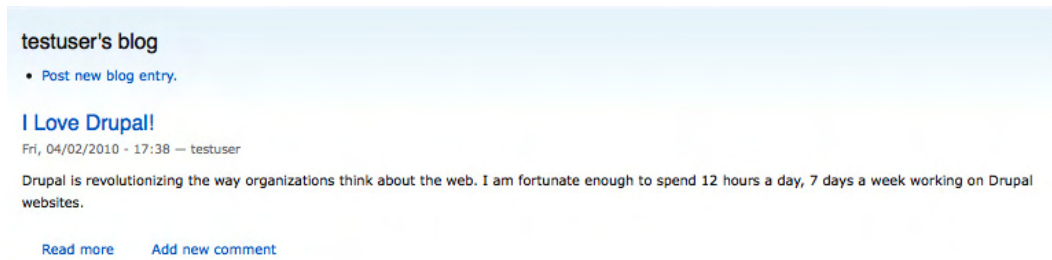 testuser's blog
• Post new blog entry.
I Love Drupal!
Fri, 04/02/2010 - 17:38 — testuser
Drupal is revolutionizing the way organizations think about the web. I am fortunate enough to spend 12 hours a day, 7 days a week working on Drupal
websites.
Read more Add new comment